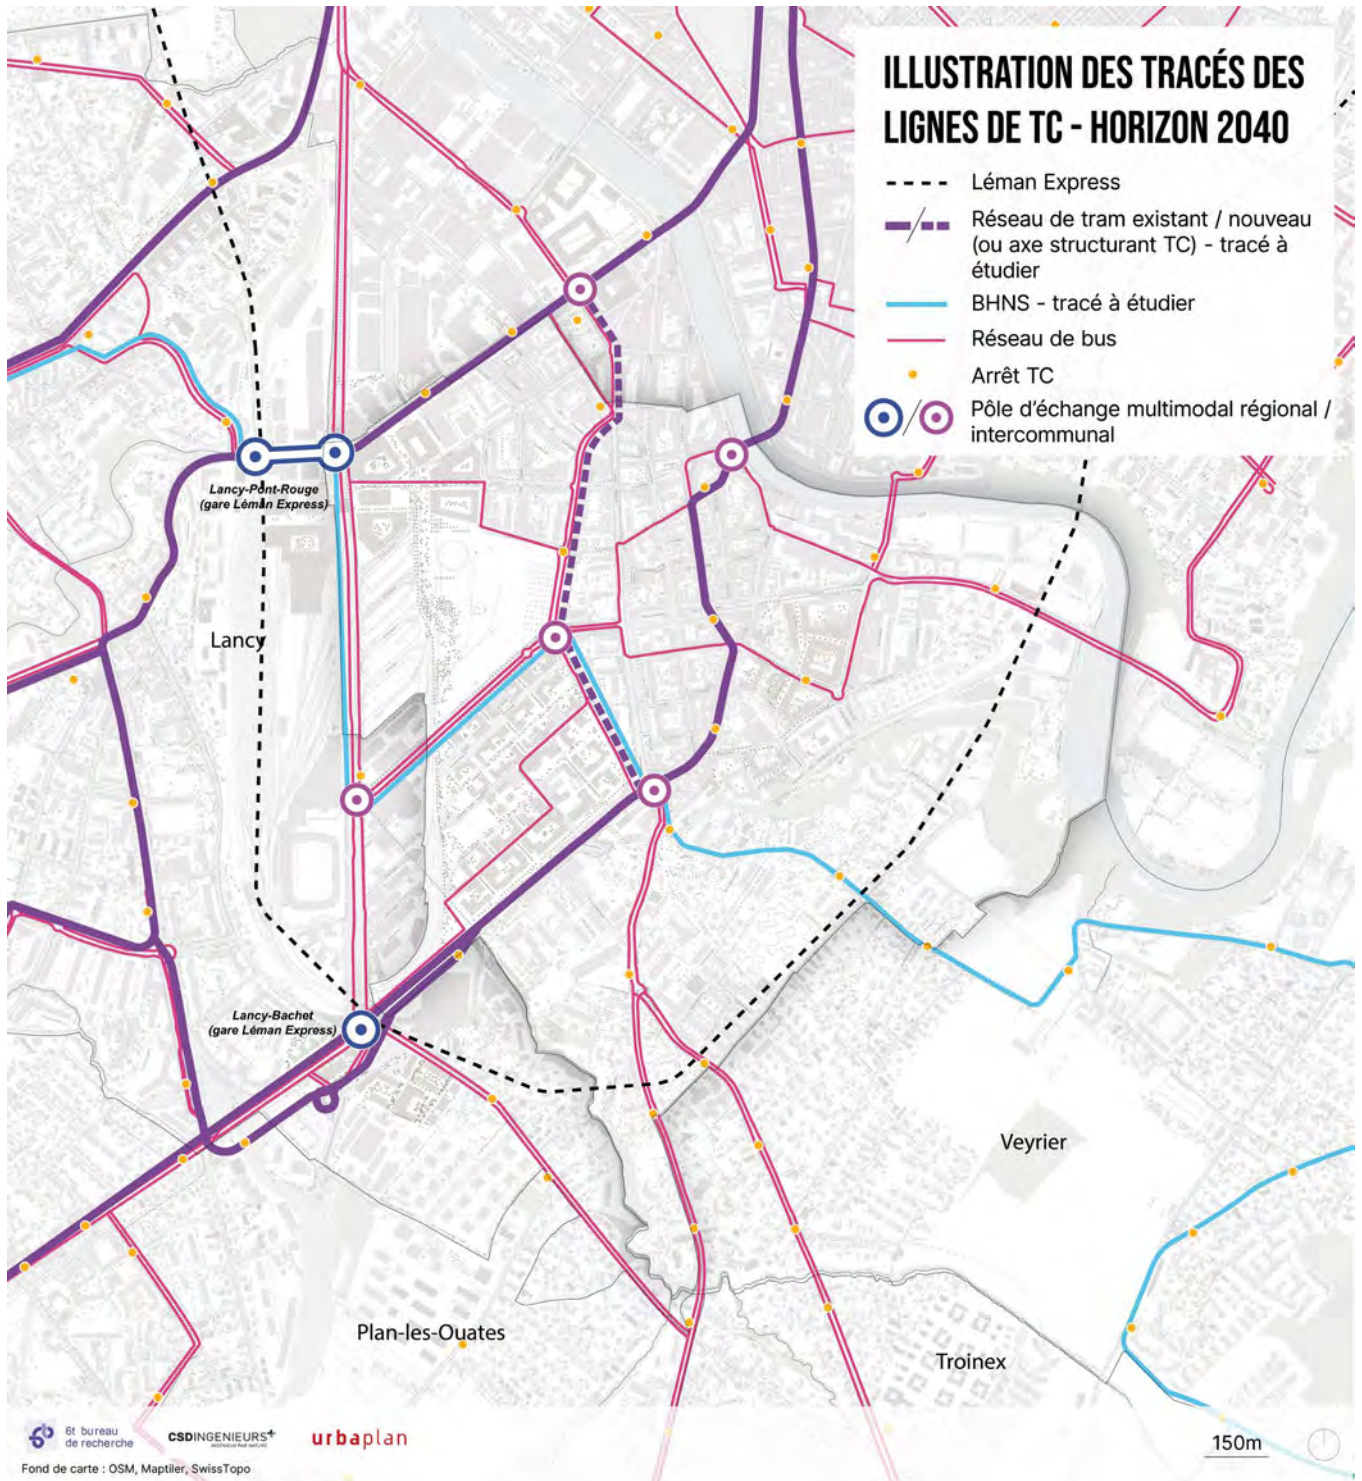 ILLUSTRATION DES TRACÉS DES
LIGNES DE TC - HORIZON 2040
Léman Express
Réseau de tram existant / nouveau
(ou axe structurant TC) - tracé à
étudier
BHNS - tracé à étudier
Réseau de bus
Arrêt TC
Pôle d'échange multimodal régional /
intercommunal
Lancy-Pont-Rouge
(gare Léman Express)
Lancy
Lancy-Bachet
(gare Léman Express)
Veyrier
Plan-les-Ouates
Troinex
6t bureau
de recherche
CSDINGENIEURS+
INGÉNIEUX PAR NATURE
urbaplan
150m
Fond de carte : OSM, Maptiler, SwissTopo